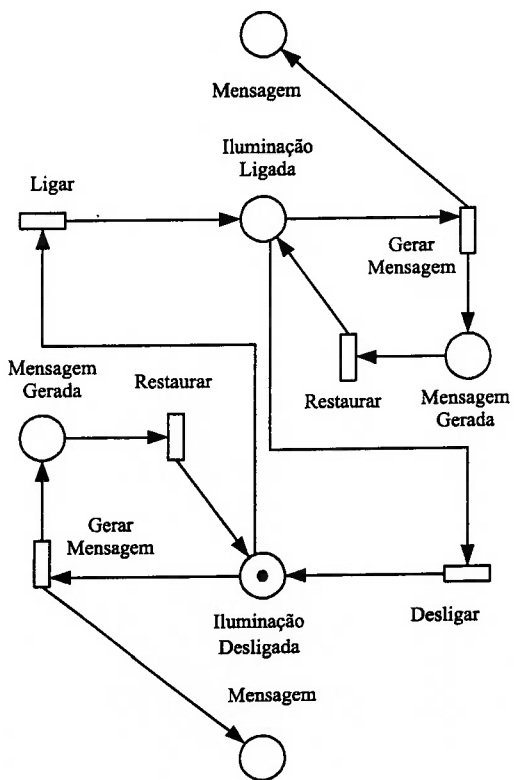 Mensagem
Iluminação
Ligada
Ligar
Gerar
Mensagem
Mensagem
Gerada
Restaurar
Restaurar
Mensagem
Gerada
Gerar
Mensagem
Iluminação
Desligada
Desligar
Mensagem